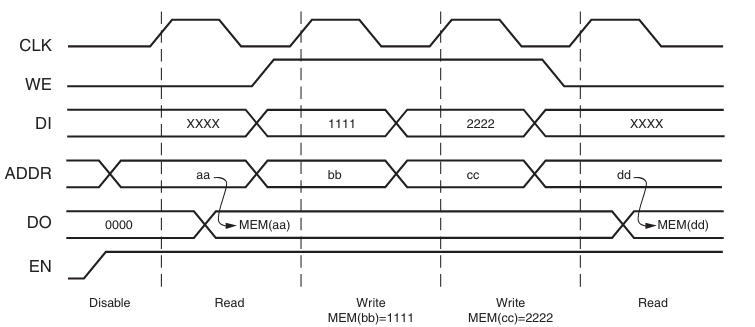 CLK
WE
DI XXXX 1111 2222 XXXX
ADDR aa bb cc dd
DO 0000 MEM(aa) MEM(dd)
EN
Disable Read Write Write Read
MEM(bb)=1111 MEM(cc)=2222